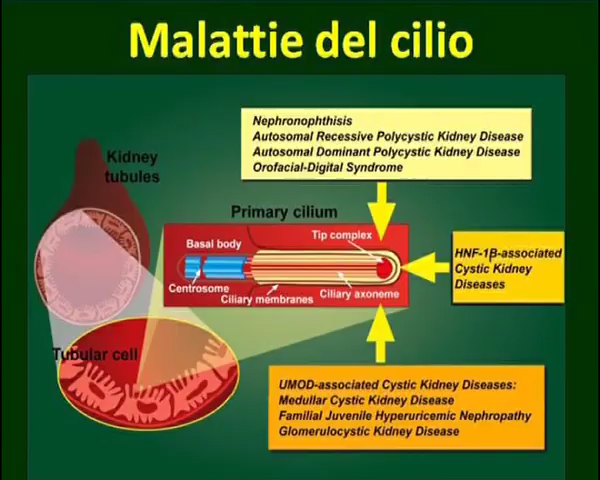 Malattie del cilio
Nephronophthisis
Autosomal Recessive Polycystic Kidney Disease
Autosomal Dominant Polycystic Kidney Disease
Orofacial-Digital Syndrome
Kidney
tubules
Primary cilium
Tip complex
Basal body
HNF-1β-associated
Cystic Kidney
Diseases
Centrosome
Ciliary membranes
Ciliary axoneme
Tubular cell
UMOD-associated Cystic Kidney Diseases:
Medullar Cystic Kidney Disease
Familial Juvenile Hyperuricemic Nephropathy
Glomerulocystic Kidney Disease